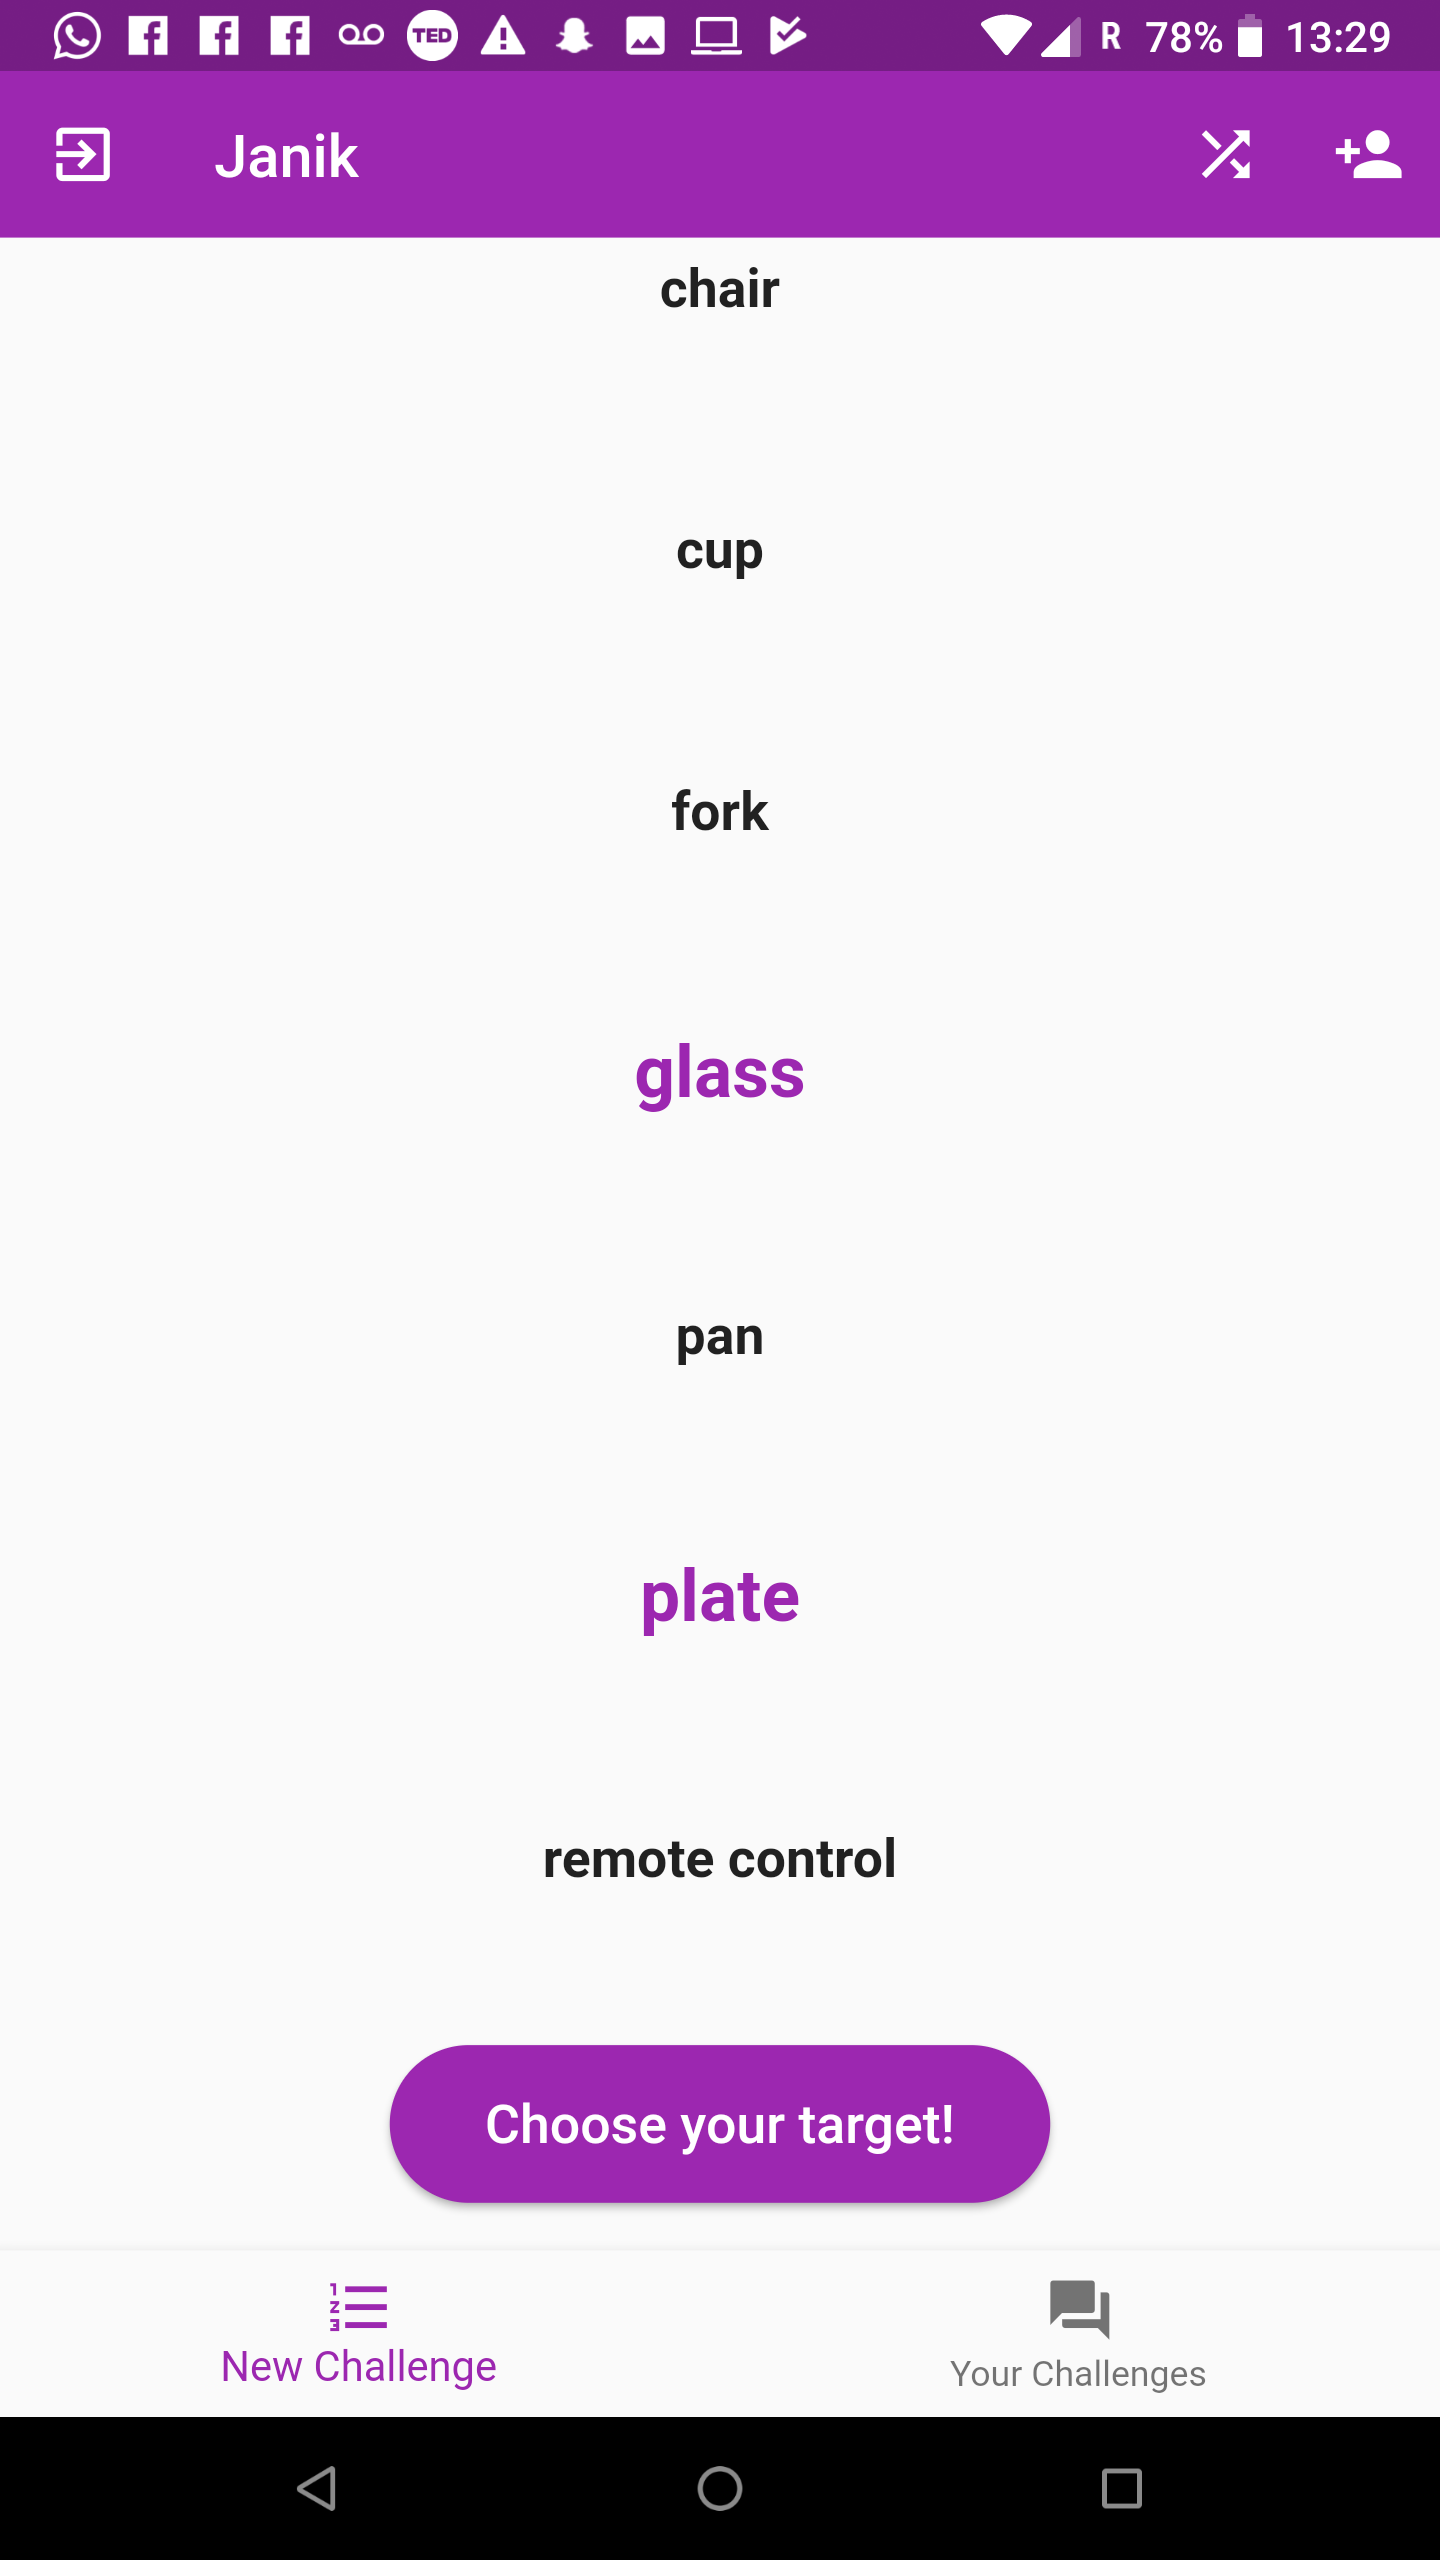 TED R 78% 13:29
Janik
chair
cup
fork
glass
pan
plate
remote control
Choose your target!
New Challenge
Your Challenges